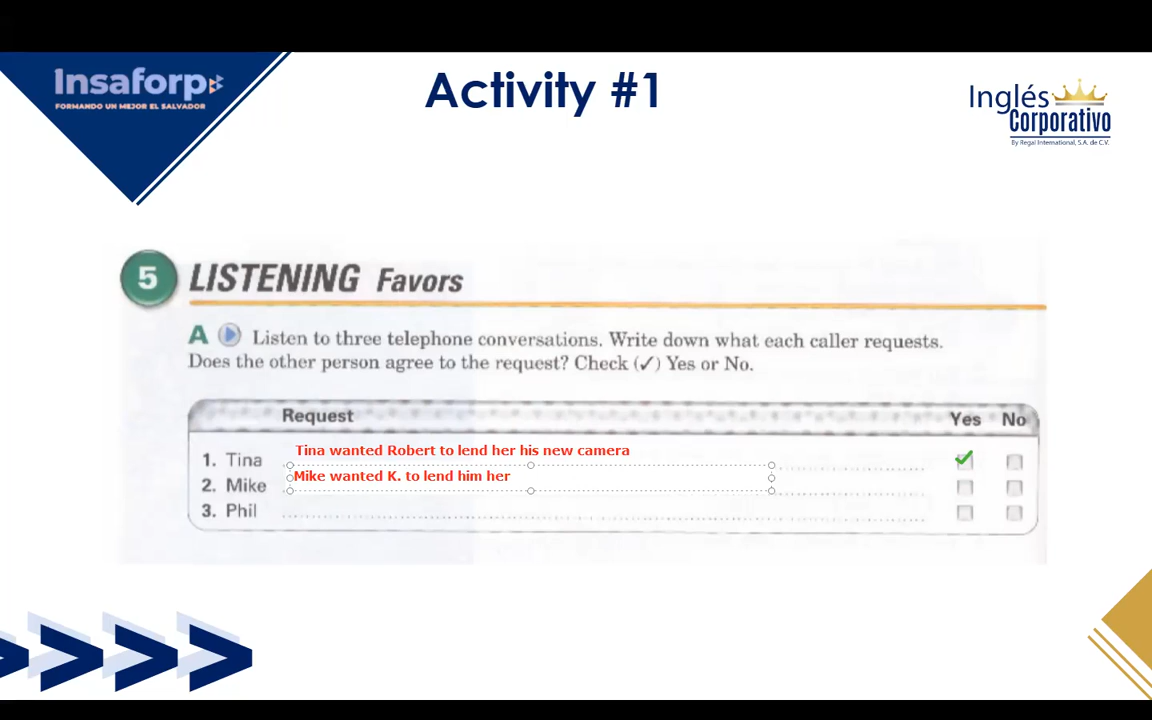 Insaforp
FORMANDO UN MEJOR EL SALVADOR
Activity #1
Inglés
Corporativo
By Regal International, S.A. de C.V.
5 LISTENING Favors
A Listen to three telephone conversations. Write down what each caller requests.
Does the other person agree to the request? Check (✓) Yes or No.
Request Yes No
1. Tina Tina wanted Robert to lend her his new camera
2. Mike Mike wanted K. to lend him her
3. Phil